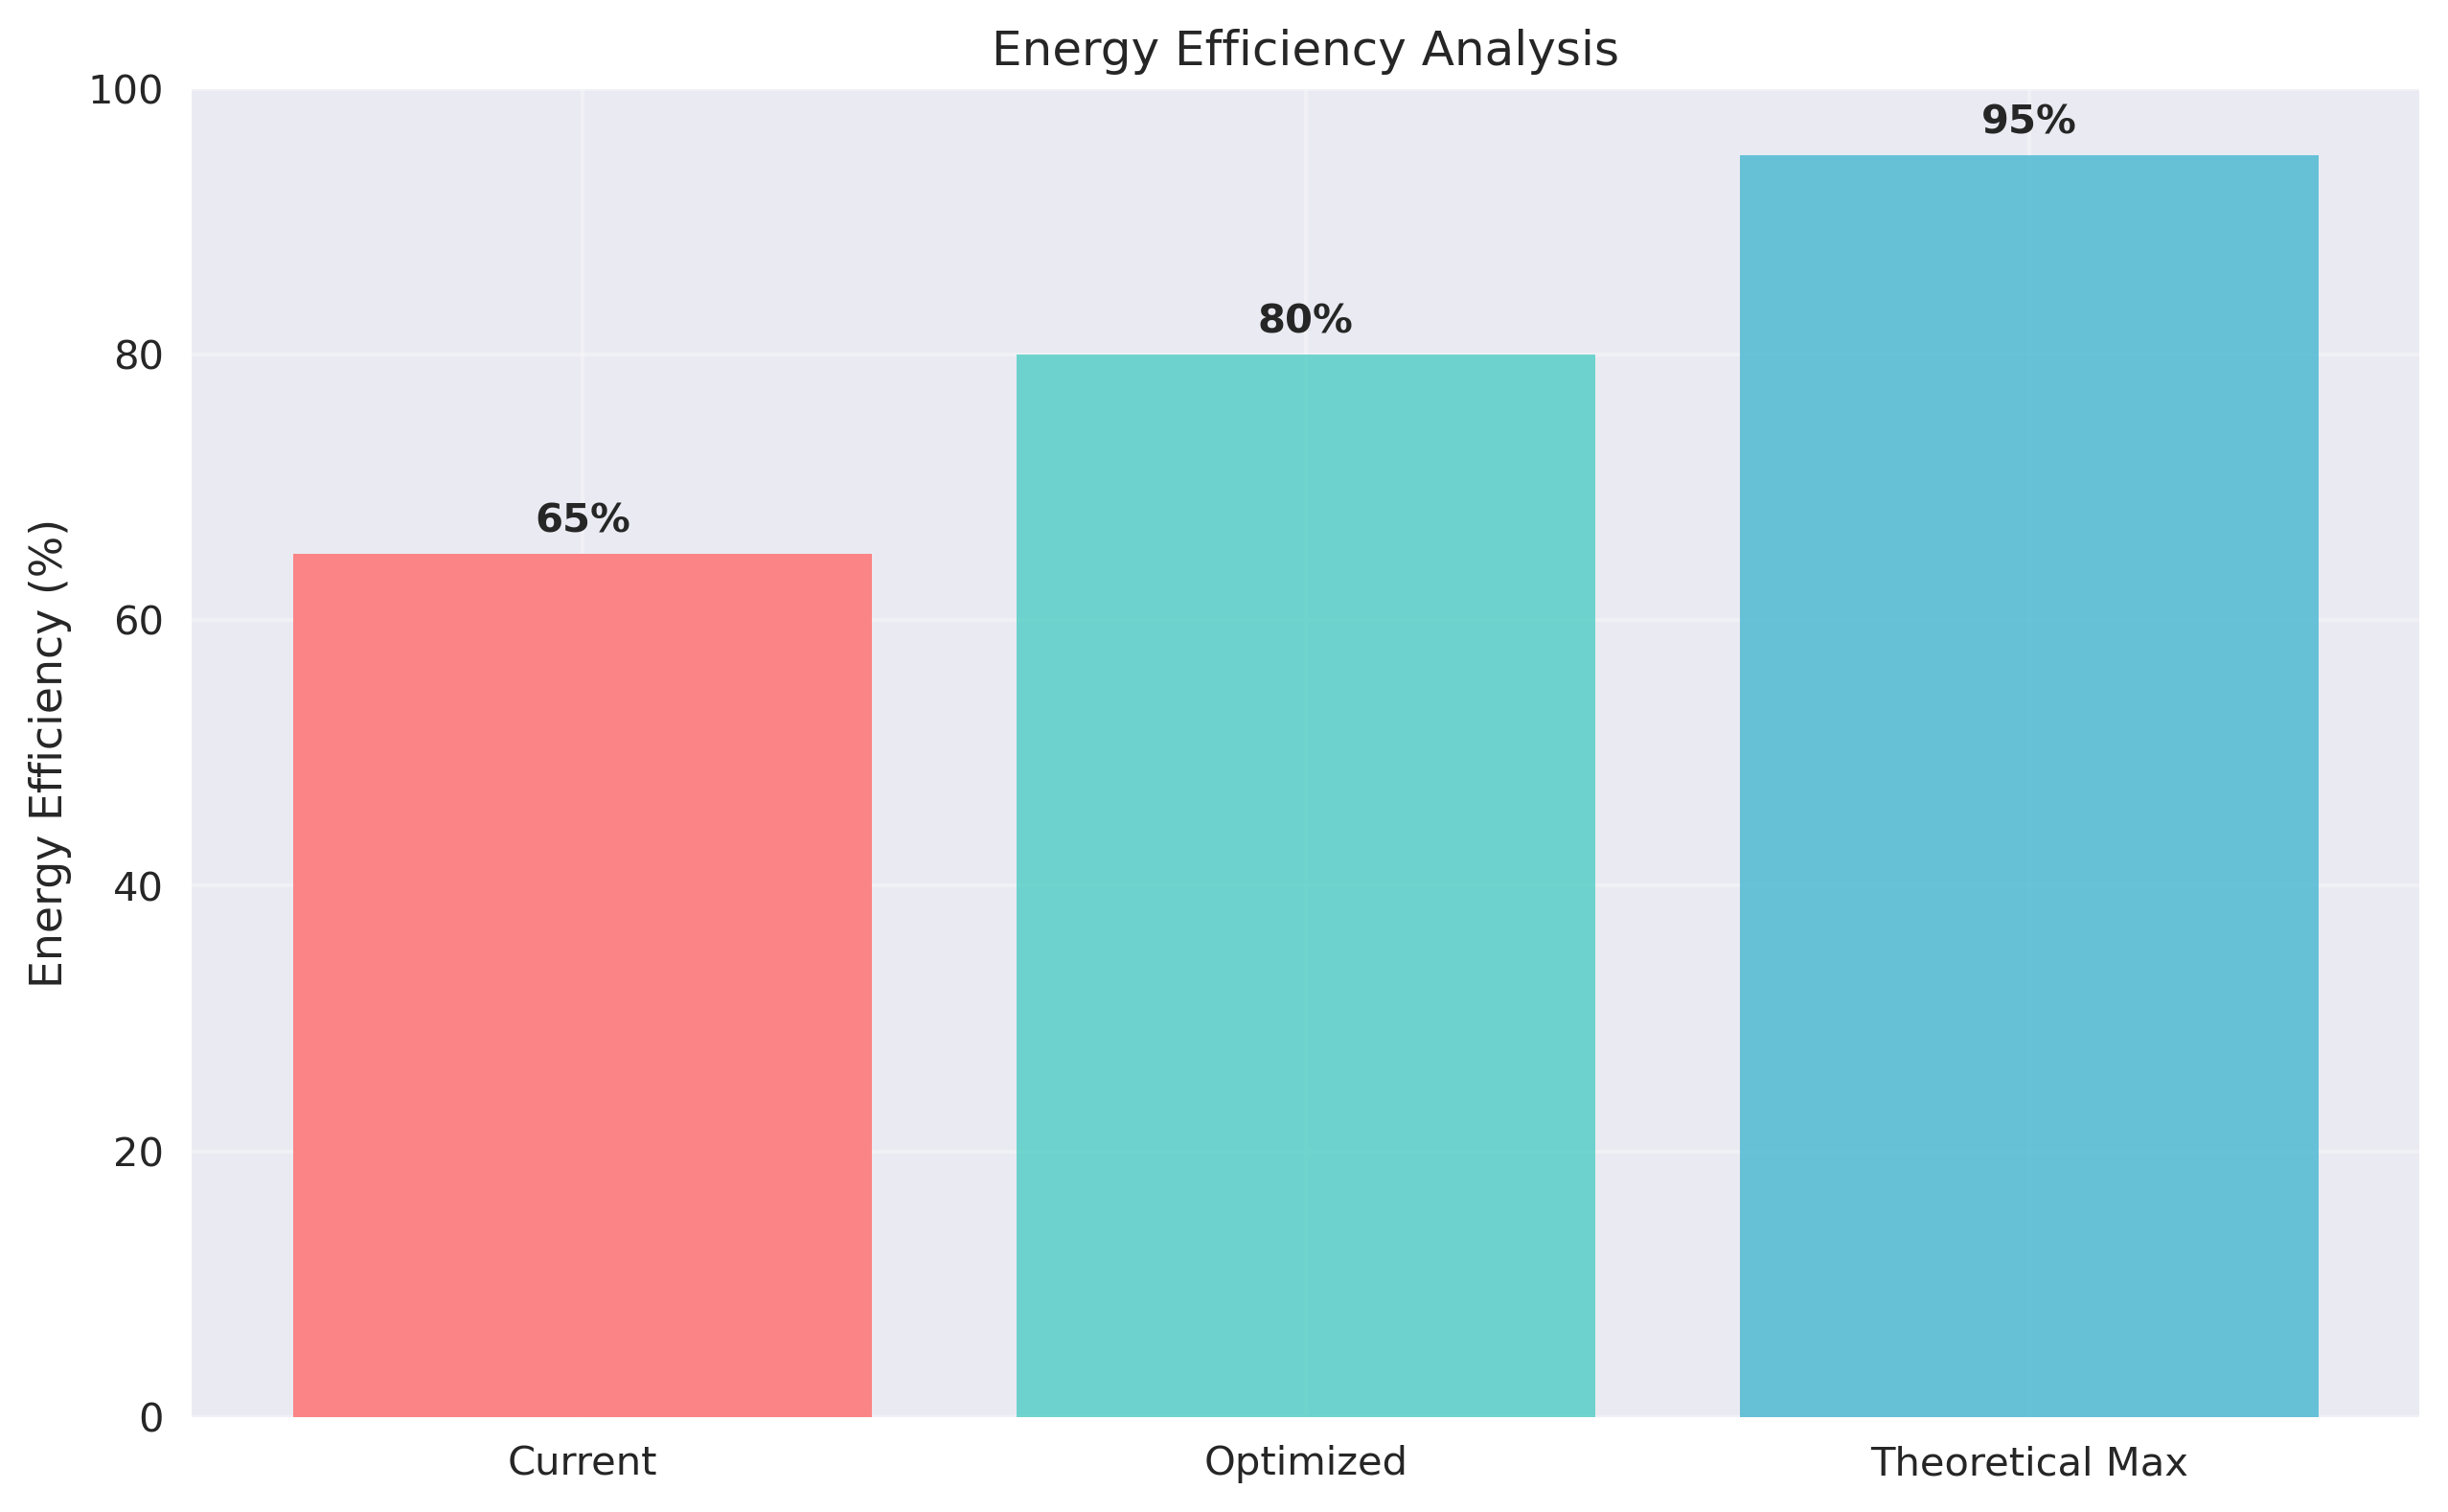 Energy Efficiency Analysis
Energy Efficiency (%)
100
80
60
40
20
0
65%
80%
95%
Current
Optimized
Theoretical Max